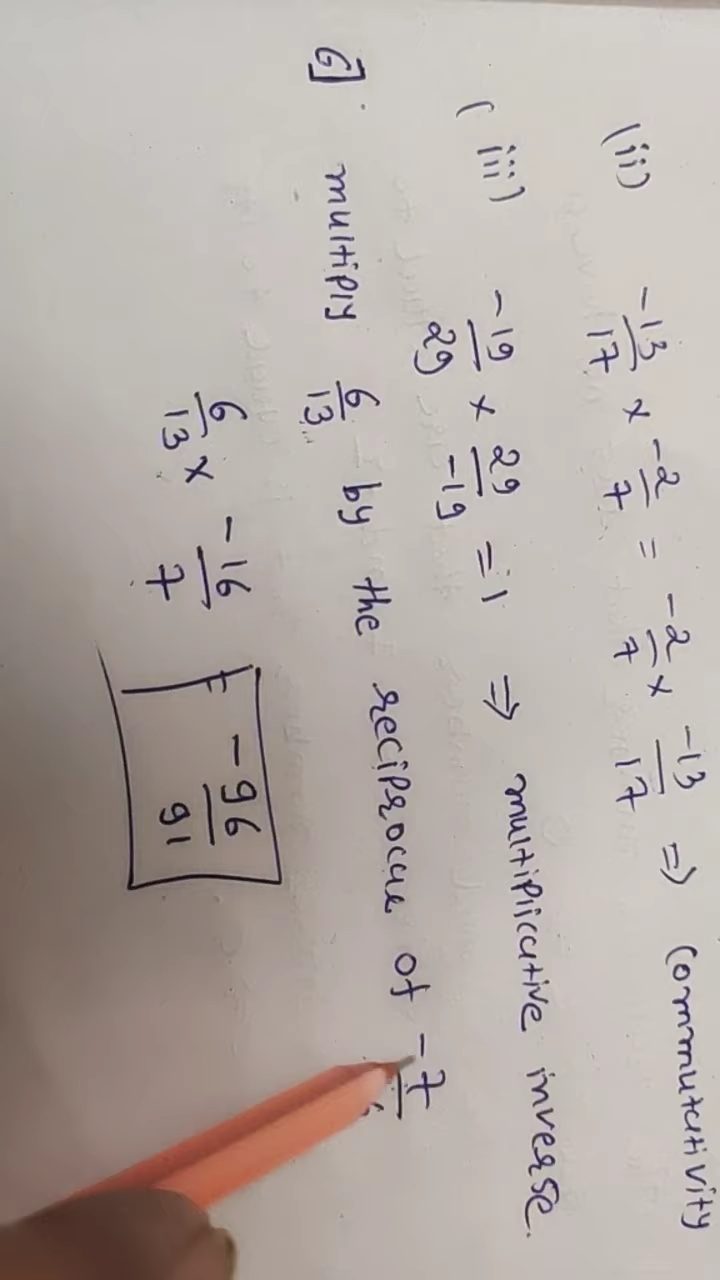 (ii) -13/17 × -2/7 = -2/7 × -13/17 ⇒ Commutativity
(iii) -19/29 × 29/-19 = 1 ⇒ multiplicative inverse.
6] multiply 6/13 by the reciprocal of -7/
6/13 × -16/7 = -96/91